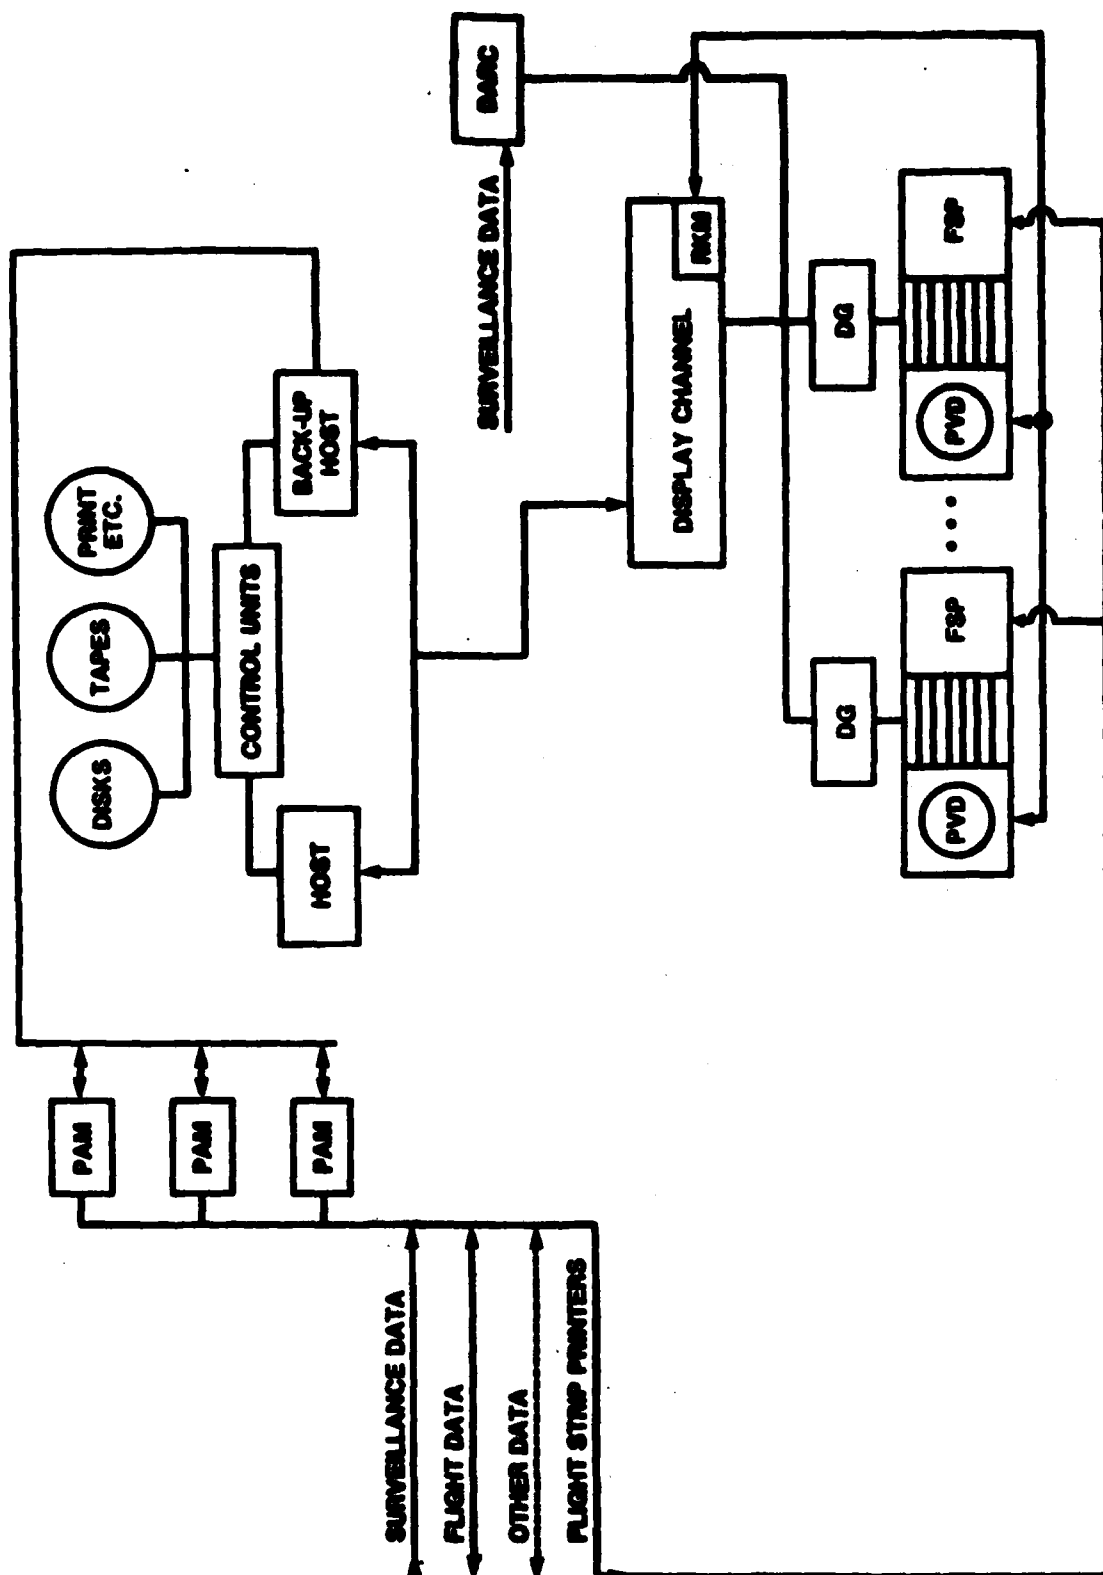 PAM
PAM
PAM
SURVEILLANCE DATA
FLIGHT DATA
OTHER DATA
FLIGHT STRIP PRINTERS
DISKS
TAPES
PRINT
ETC.
CONTROL UNITS
HOST
BACK-UP
HOST
SURVEILLANCE DATA
DARC
DISPLAY CHANNEL
RKM
DG
DG
PVD
FSP
PVD
FSP